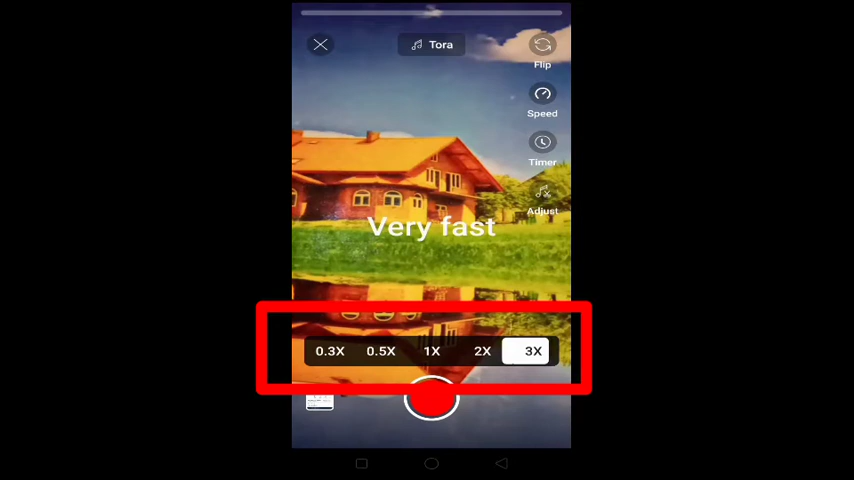 Tora
Flip
Speed
Timer
Adjust
Very fast
0.3X 0.5X 1X 2X 3X